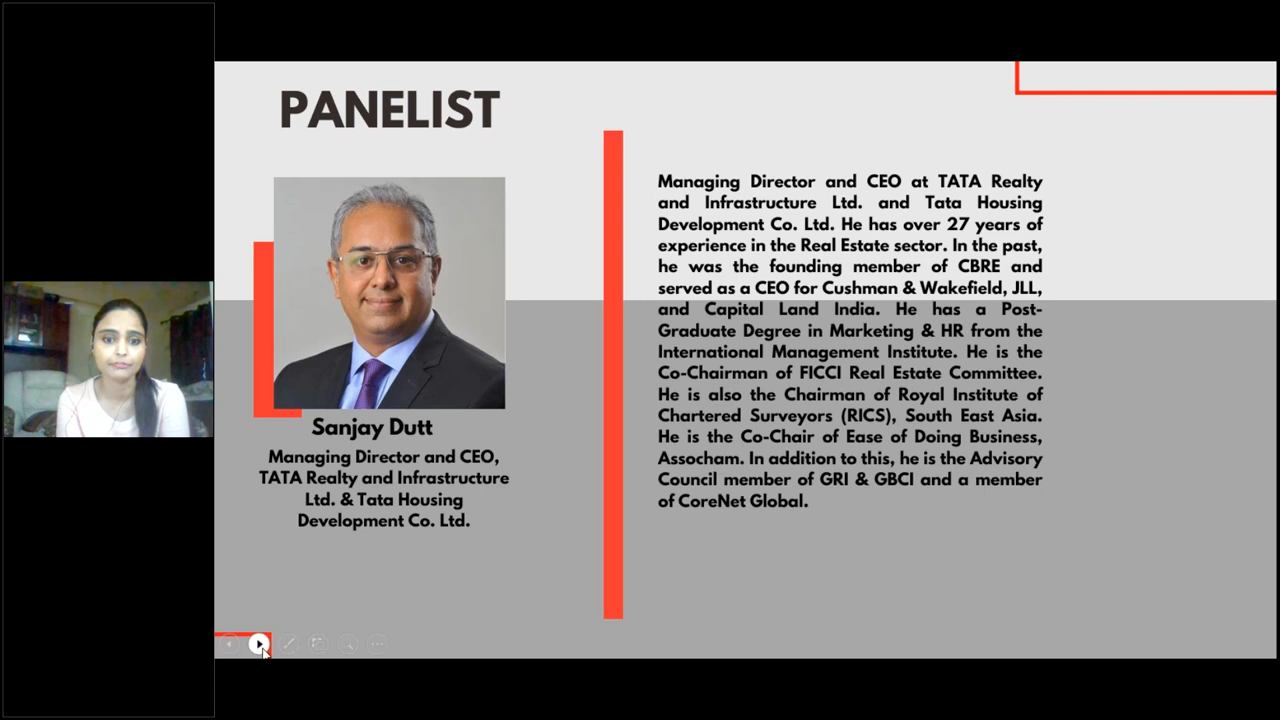 PANELIST
Sanjay Dutt
Managing Director and CEO,
TATA Realty and Infrastructure
Ltd. & Tata Housing
Development Co. Ltd.
Managing Director and CEO at TATA Realty
and Infrastructure Ltd. and Tata Housing
Development Co. Ltd. He has over 27 years of
experience in the Real Estate sector. In the past,
he was the founding member of CBRE and
served as a CEO for Cushman & Wakefield, JLL,
and Capital Land India. He has a Post-
Graduate Degree in Marketing & HR from the
International Management Institute. He is the
Co-Chairman of FICCI Real Estate Committee.
He is also the Chairman of Royal Institute of
Chartered Surveyors (RICS), South East Asia.
He is the Co-Chair of Ease of Doing Business,
Assocham. In addition to this, he is the Advisory
Council member of GRI & GBCI and a member
of CoreNet Global.